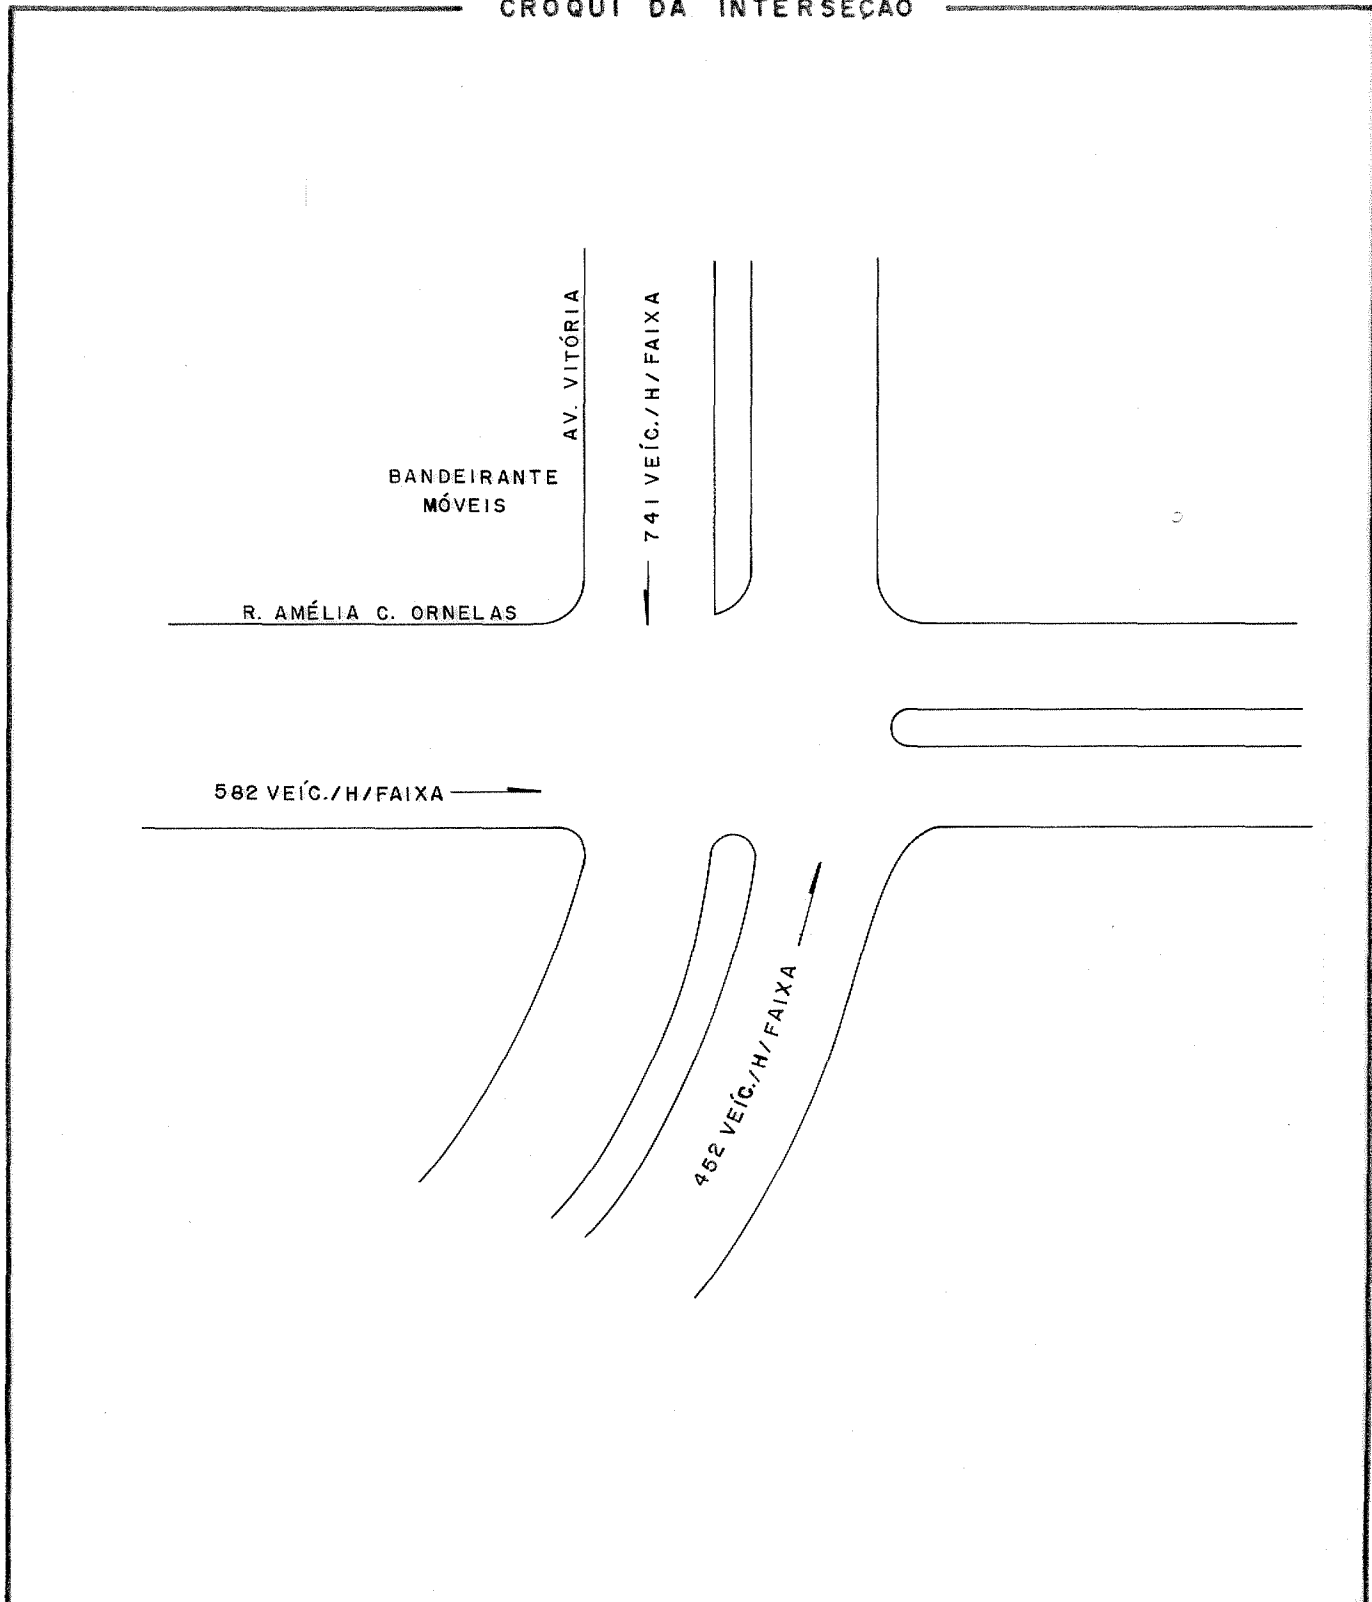 CROQUI DA INTERSEÇÃO
AV. VITÓRIA
741 VEÍC./H/FAIXA
BANDEIRANTE
MÓVEIS
R. AMÉLIA C. ORNELAS
582 VEÍC./H/FAIXA
452 VEÍC./H/FAIXA